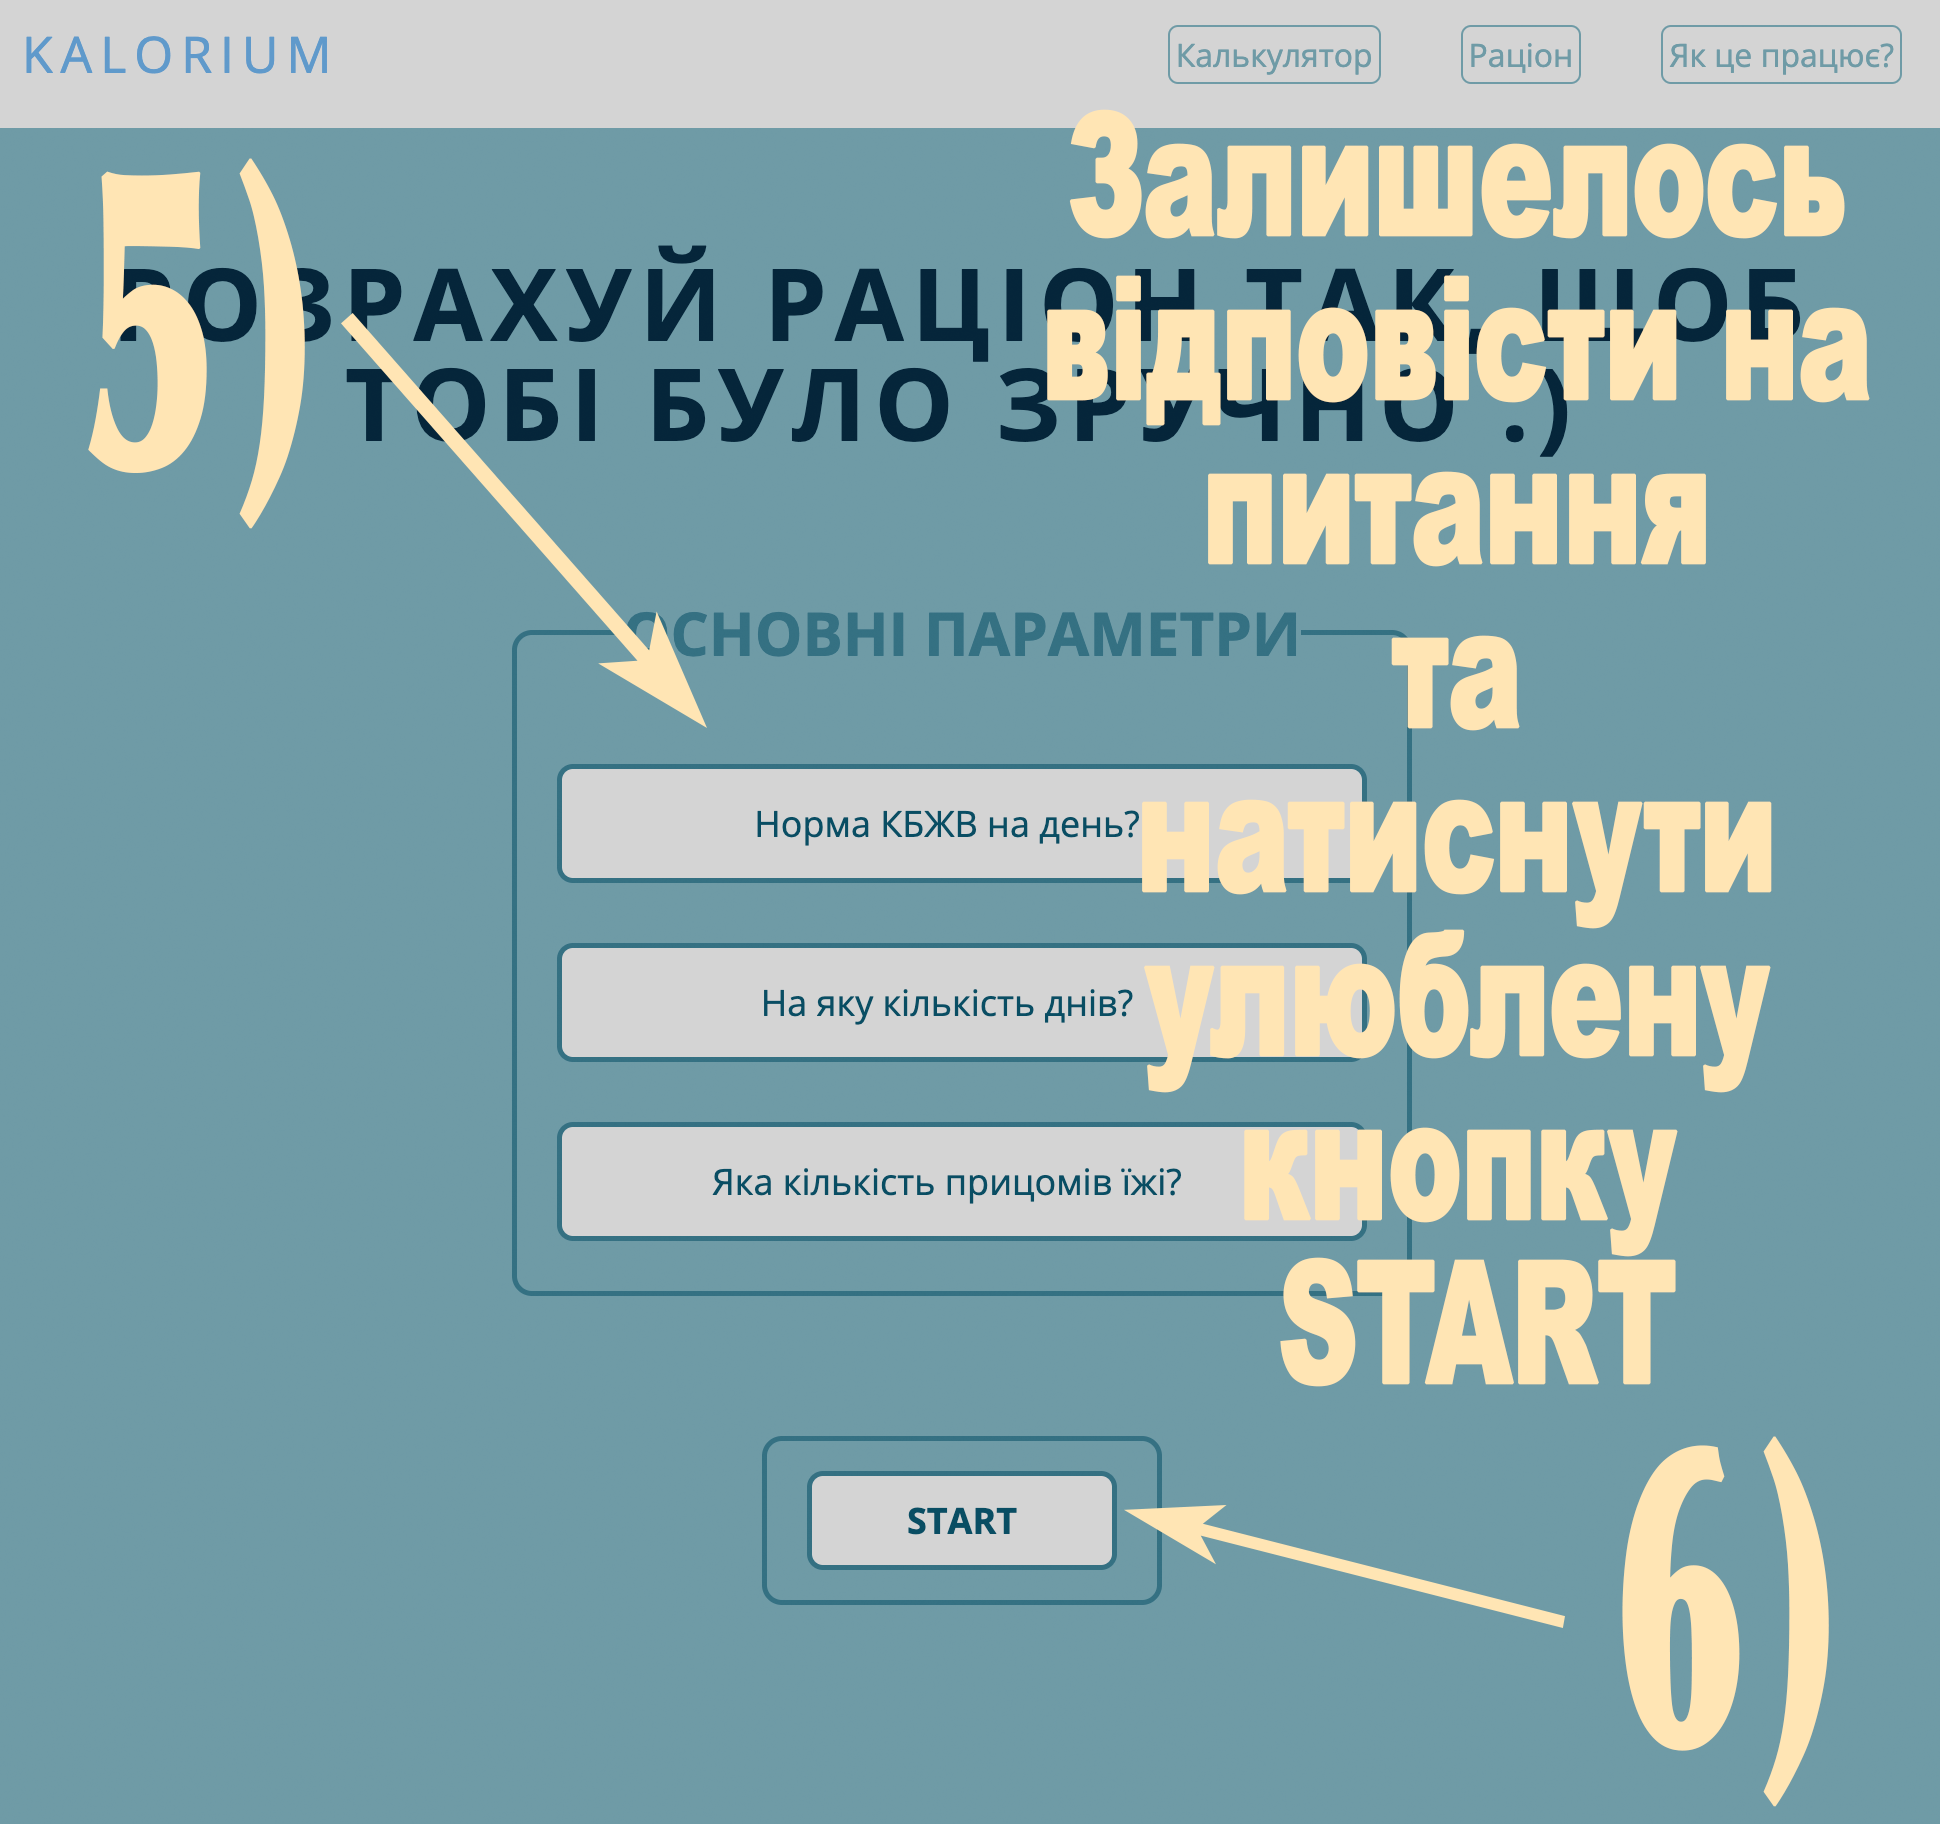 KALORIUM
Калькулятор
Раціон
Як це працює?
5)
РОЗРАХУЙ РАЦІОН ТАК, ЩОБ
ТОБІ БУЛО ЗРУЧНО :)
Залишелось
відповісти на
питання
та
натиснути
улюблену
кнопку
START
ОСНОВНІ ПАРАМЕТРИ
Норма КБЖВ на день?
На яку кількість днів?
Яка кількість прицомів їжі?
START
6)